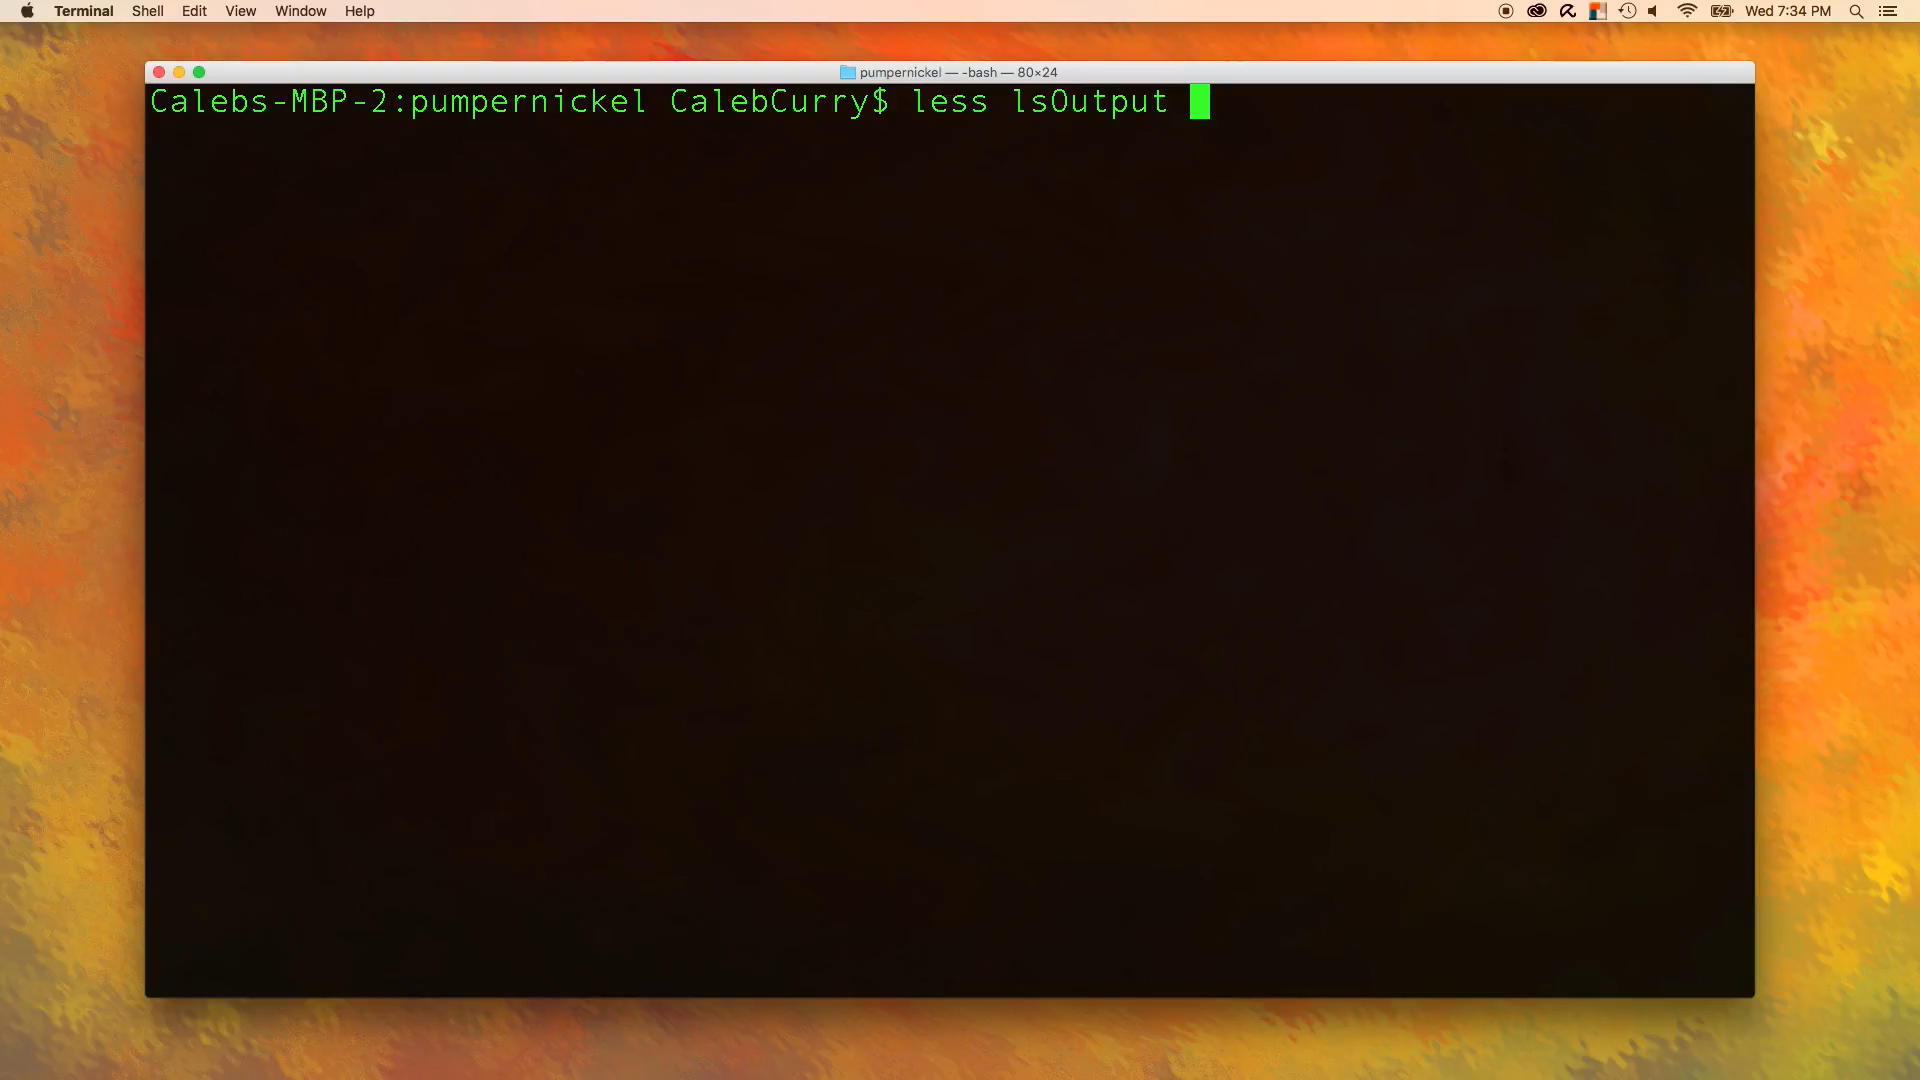 Terminal Shell Edit View Window Help Wed 7:34 PM
pumpernickel — -bash — 80×24
Calebs-MBP-2:pumpernickel CalebCurry$ less lsOutput